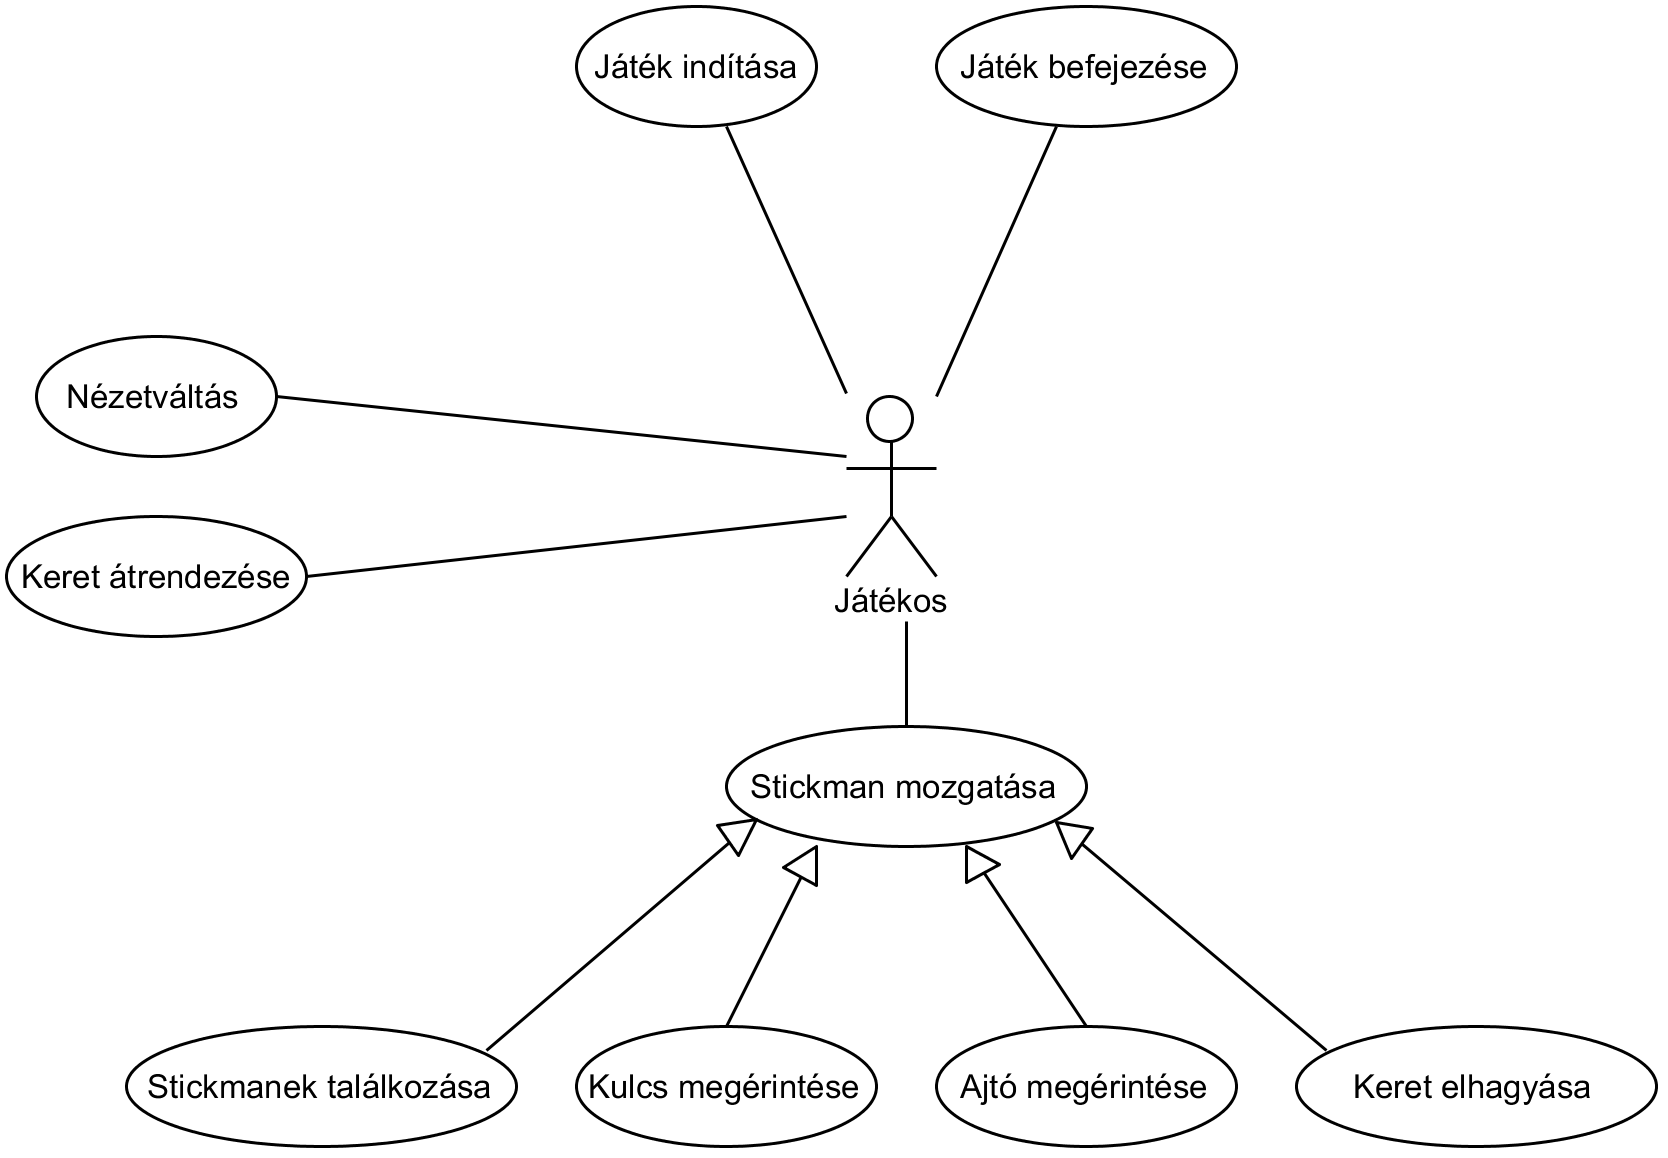 Játék indítása
Játék befejezése
Nézetváltás
Keret átrendezése
Játékos
Stickman mozgatása
Stickmanek találkozása
Kulcs megérintése
Ajtó megérintése
Keret elhagyása